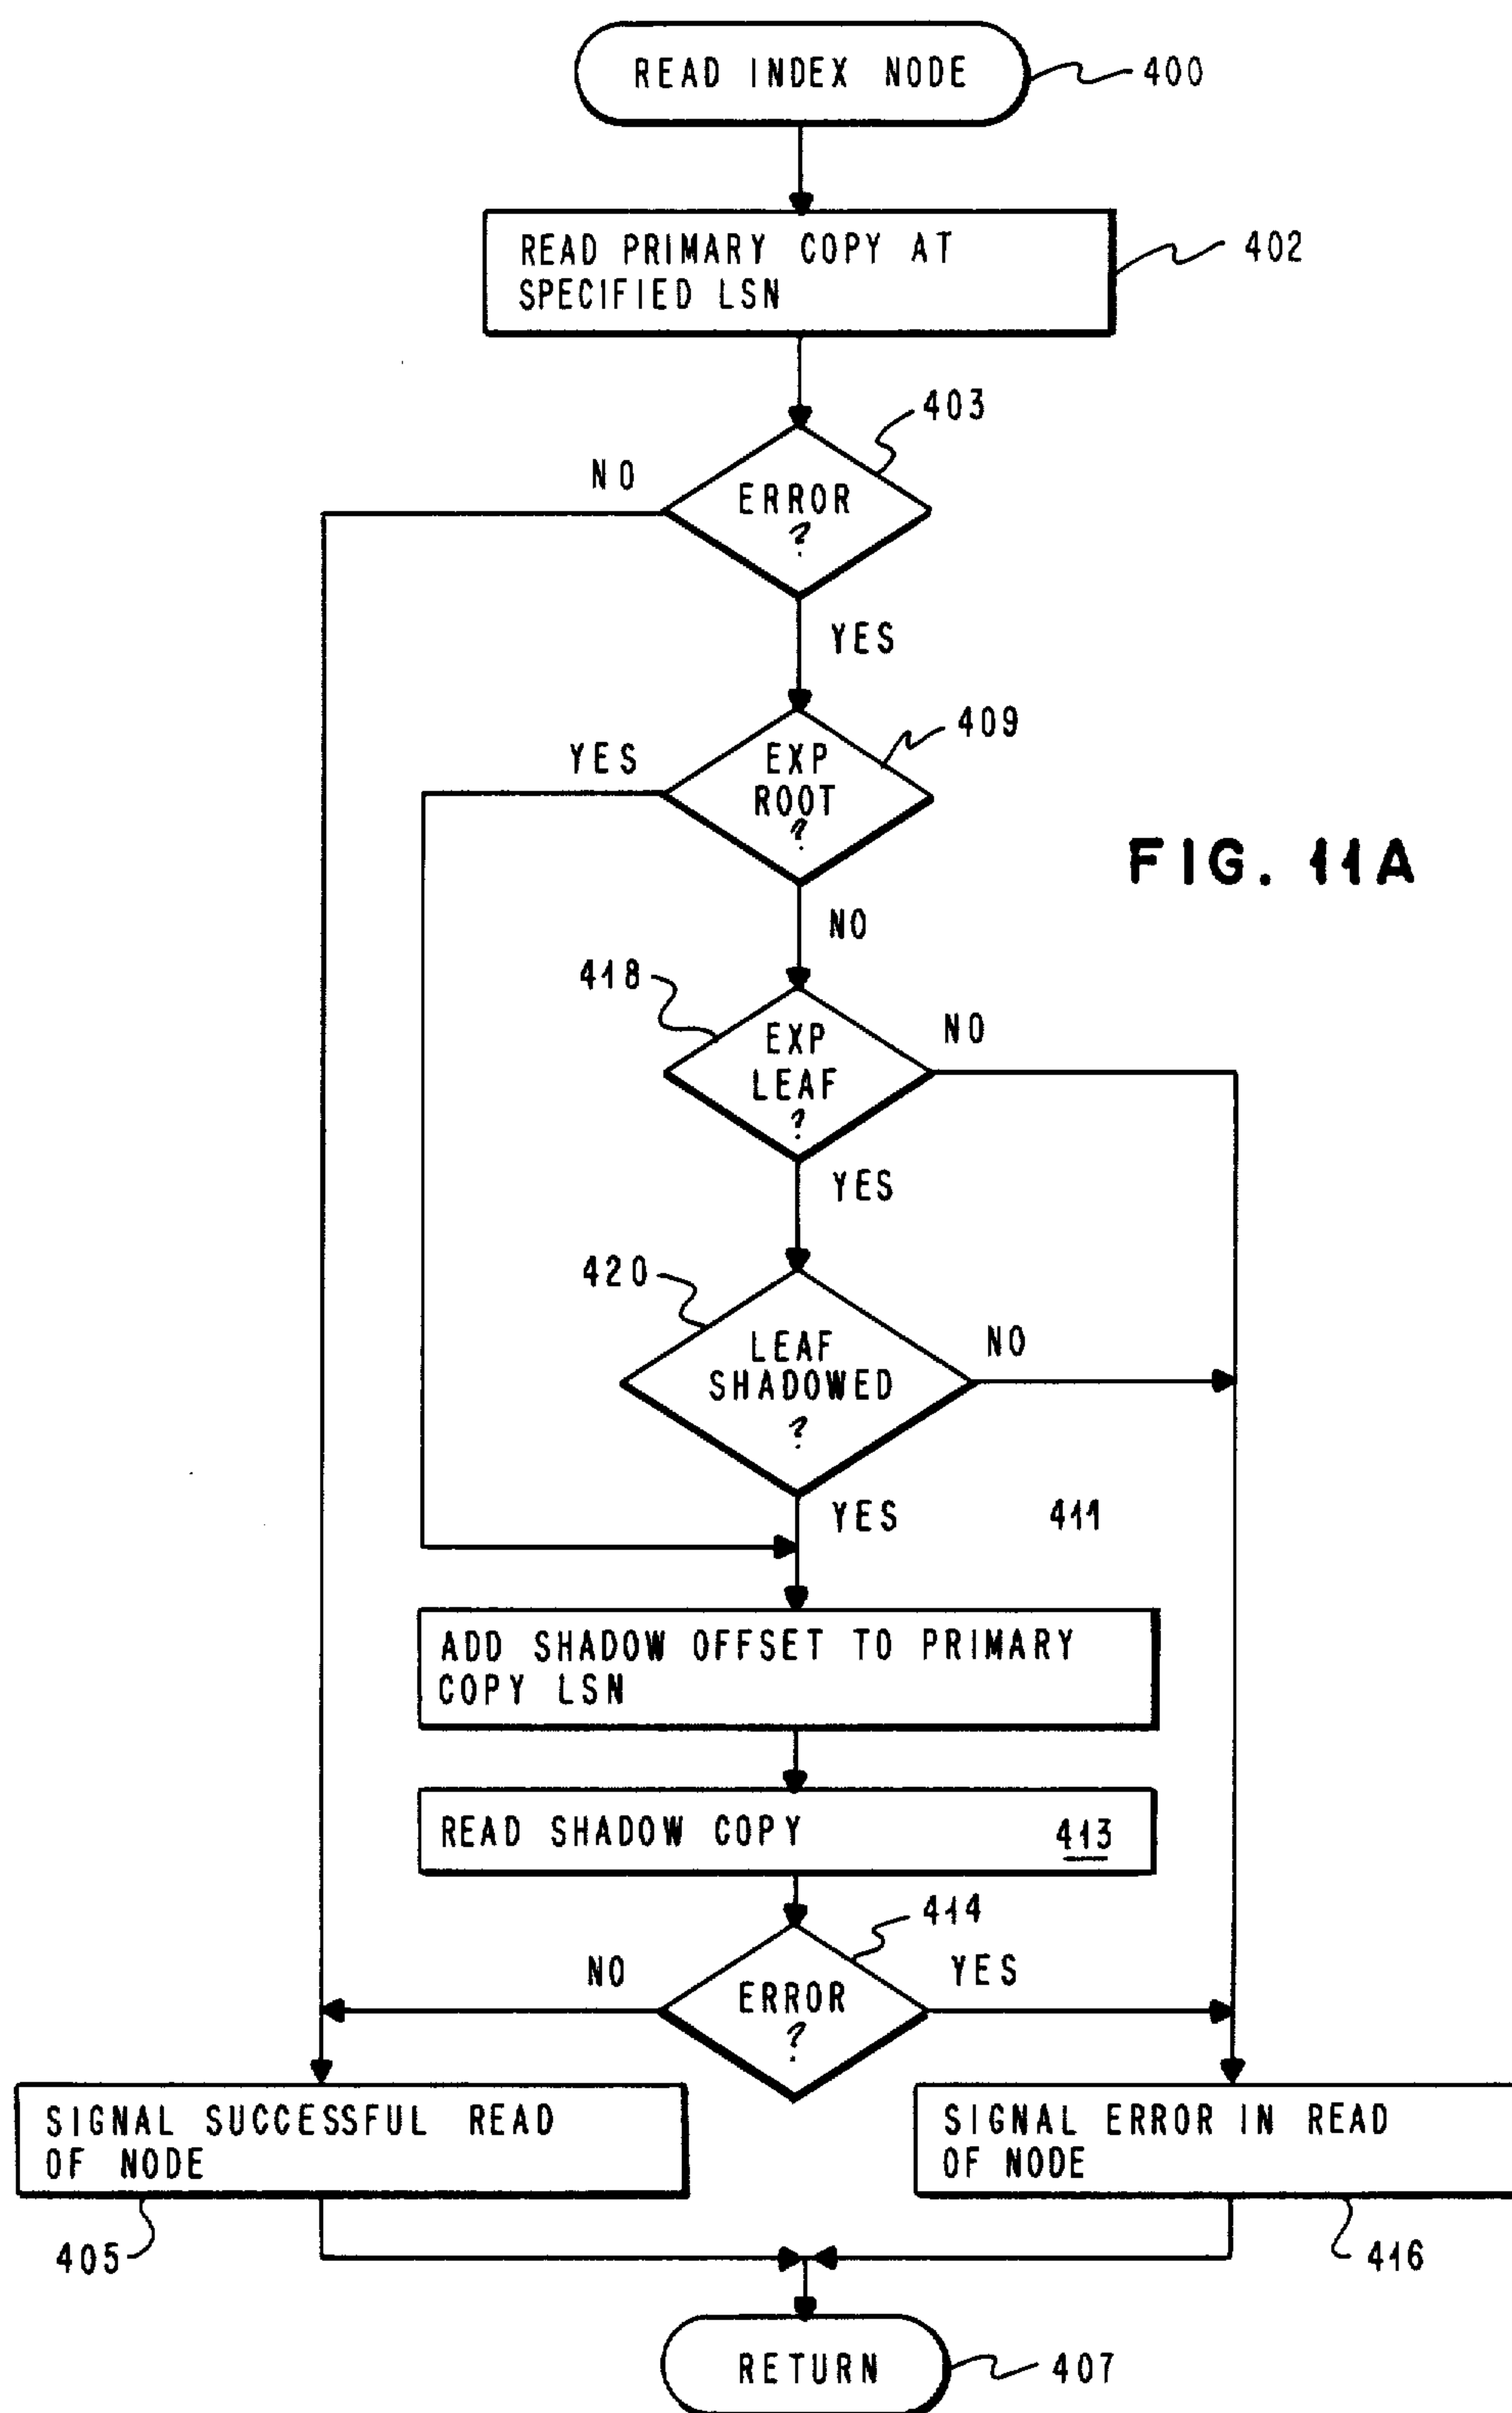 READ INDEX NODE
400
READ PRIMARY COPY AT
SPECIFIED LSN
402
403
NO
ERROR
?
YES
409
YES
EXP
ROOT
?
FIG. 11A
NO
418
EXP
LEAF
?
NO
YES
420
LEAF
SHADOWED
?
NO
YES
411
ADD SHADOW OFFSET TO PRIMARY
COPY LSN
READ SHADOW COPY 413
414
NO
ERROR
?
YES
SIGNAL SUCCESSFUL READ
OF NODE
SIGNAL ERROR IN READ
OF NODE
405
416
RETURN
407